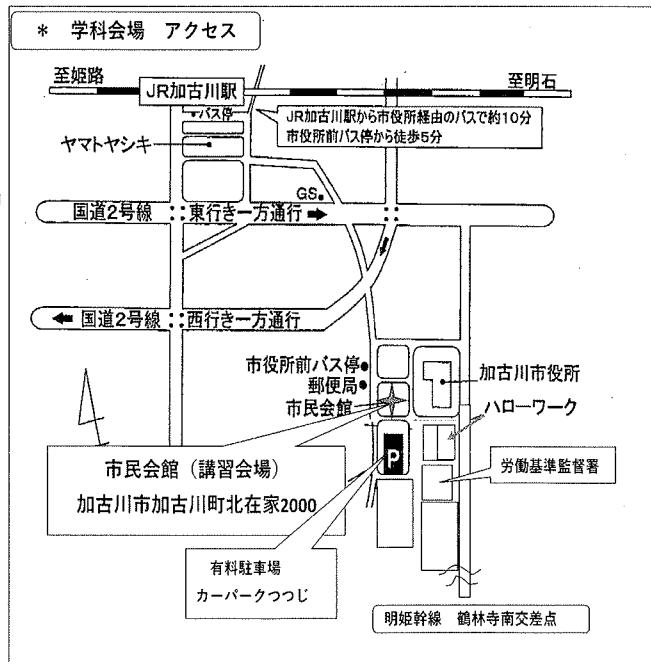 * 学科会場 アクセス
至姫路
JR加古川駅
至明石
バス停
JR加古川駅から市役所経由のバスで約10分
市役所前バス停から徒歩5分
ヤマトヤシキ
GS
国道2号線
東行き一方通行
国道2号線
西行き一方通行
市役所前バス停
郵便局
市民会館
加古川市役所
ハローワーク
市民会館（講習会場）
加古川市加古川町北在家2000
P
労働基準監督署
有料駐車場
カーパークつつじ
明姫幹線 鶴林寺南交差点